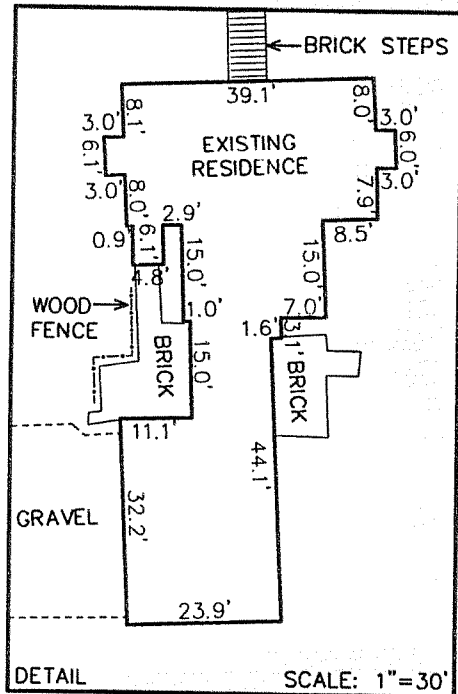 BRICK STEPS
39.1'
8.1'
8.0'
3.0'
3.0'
6.1'
6.0'
EXISTING
RESIDENCE
3.0'
3.0"
8.0'
7.9'
2.9'
0.9'
6.1'
8.5'
15.0'
15.0'
4.8'
WOOD
FENCE
1.0'
7.0'
1.6'
3.1'
BRICK
15.0'
BRICK
11.1'
44.1'
32.2'
GRAVEL
23.9'
DETAIL
SCALE: 1"=30'